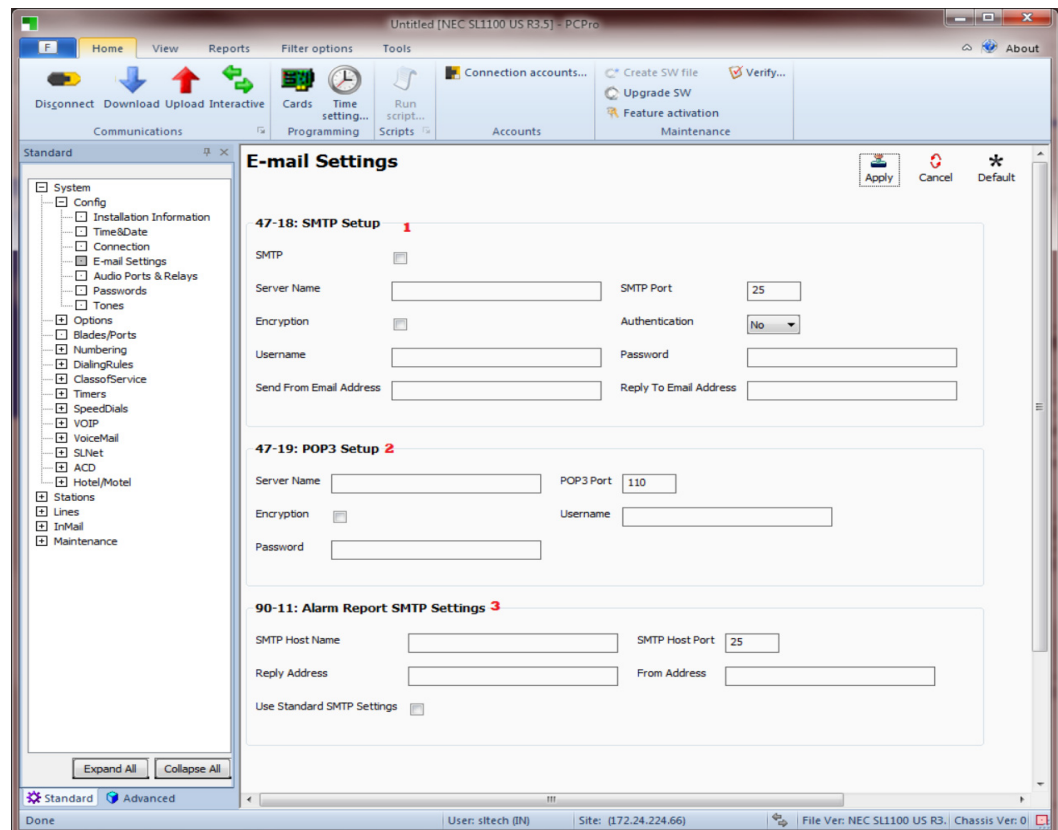 Untitled [NEC SL1100 US R3.5] - PCPro
F Home View Reports Filter options Tools About
Disconnect Download Upload Interactive
Communications
Cards Time setting...
Programming
Run script...
Scripts
Connection accounts...
Accounts
Create SW file Verify...
Upgrade SW
Feature activation
Maintenance
Standard
System
Config
Installation Information
Time&Date
Connection
E-mail Settings
Audio Ports & Relays
Passwords
Tones
Options
Blades/Ports
Numbering
DialingRules
ClassofService
Timers
SpeedDials
VOIP
VoiceMail
SLNet
ACD
Hotel/Motel
Stations
Lines
InMail
Maintenance
Expand All Collapse All
Standard Advanced
E-mail Settings
Apply Cancel Default
47-18: SMTP Setup 1
SMTP
Server Name SMTP Port 25
Encryption Authentication No
Username Password
Send From Email Address Reply To Email Address
47-19: POP3 Setup 2
Server Name POP3 Port 110
Encryption Username
Password
90-11: Alarm Report SMTP Settings 3
SMTP Host Name SMTP Host Port 25
Reply Address From Address
Use Standard SMTP Settings
Done User: sltech (IN) Site: (172.24.224.66) File Ver: NEC SL1100 US R3. Chassis Ver: 0